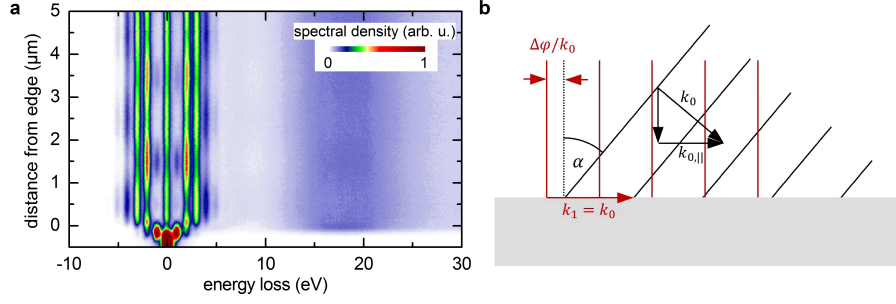 a
distance from edge (µm)
5
4
3
2
1
0
spectral density (arb. u.)
0 1
-10 0 10 20 30
energy loss (eV)
b
Δφ/k₀
α
k₀
k₀,||
k₁ = k₀